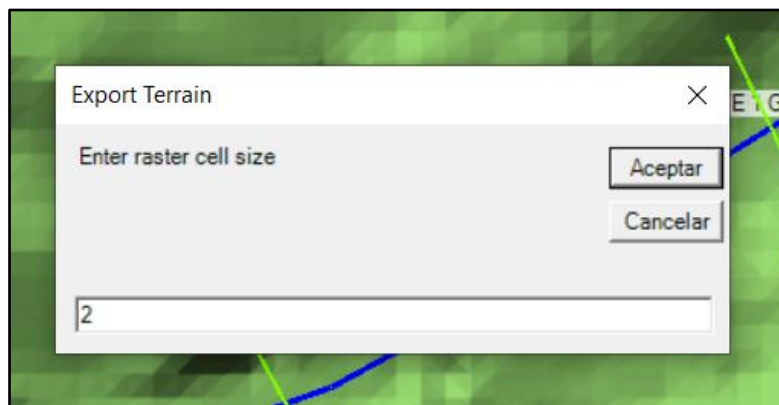 Export Terrain
Enter raster cell size
Aceptar
Cancelar
2